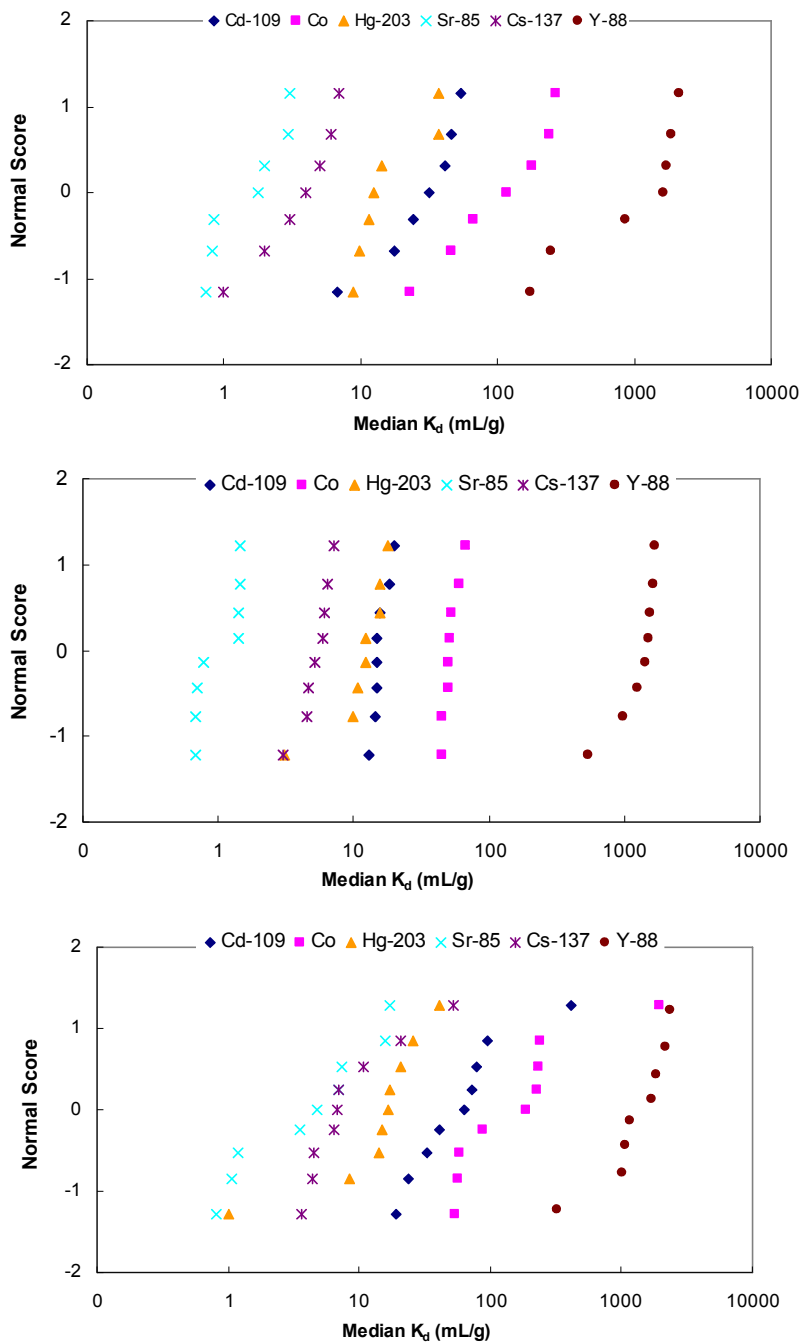 Cd-109 Co Hg-203 Sr-85 Cs-137 Y-88
2
1
0
-1
-2
Normal Score
0 1 10 100 1000 10000
Median Kd (mL/g)
Cd-109 Co Hg-203 Sr-85 Cs-137 Y-88
2
1
0
-1
-2
Normal Score
0 1 10 100 1000 10000
Median Kd (mL/g)
Cd-109 Co Hg-203 Sr-85 Cs-137 Y-88
2
1
0
-1
-2
Normal Score
0 1 10 100 1000 10000
Median Kd (mL/g)